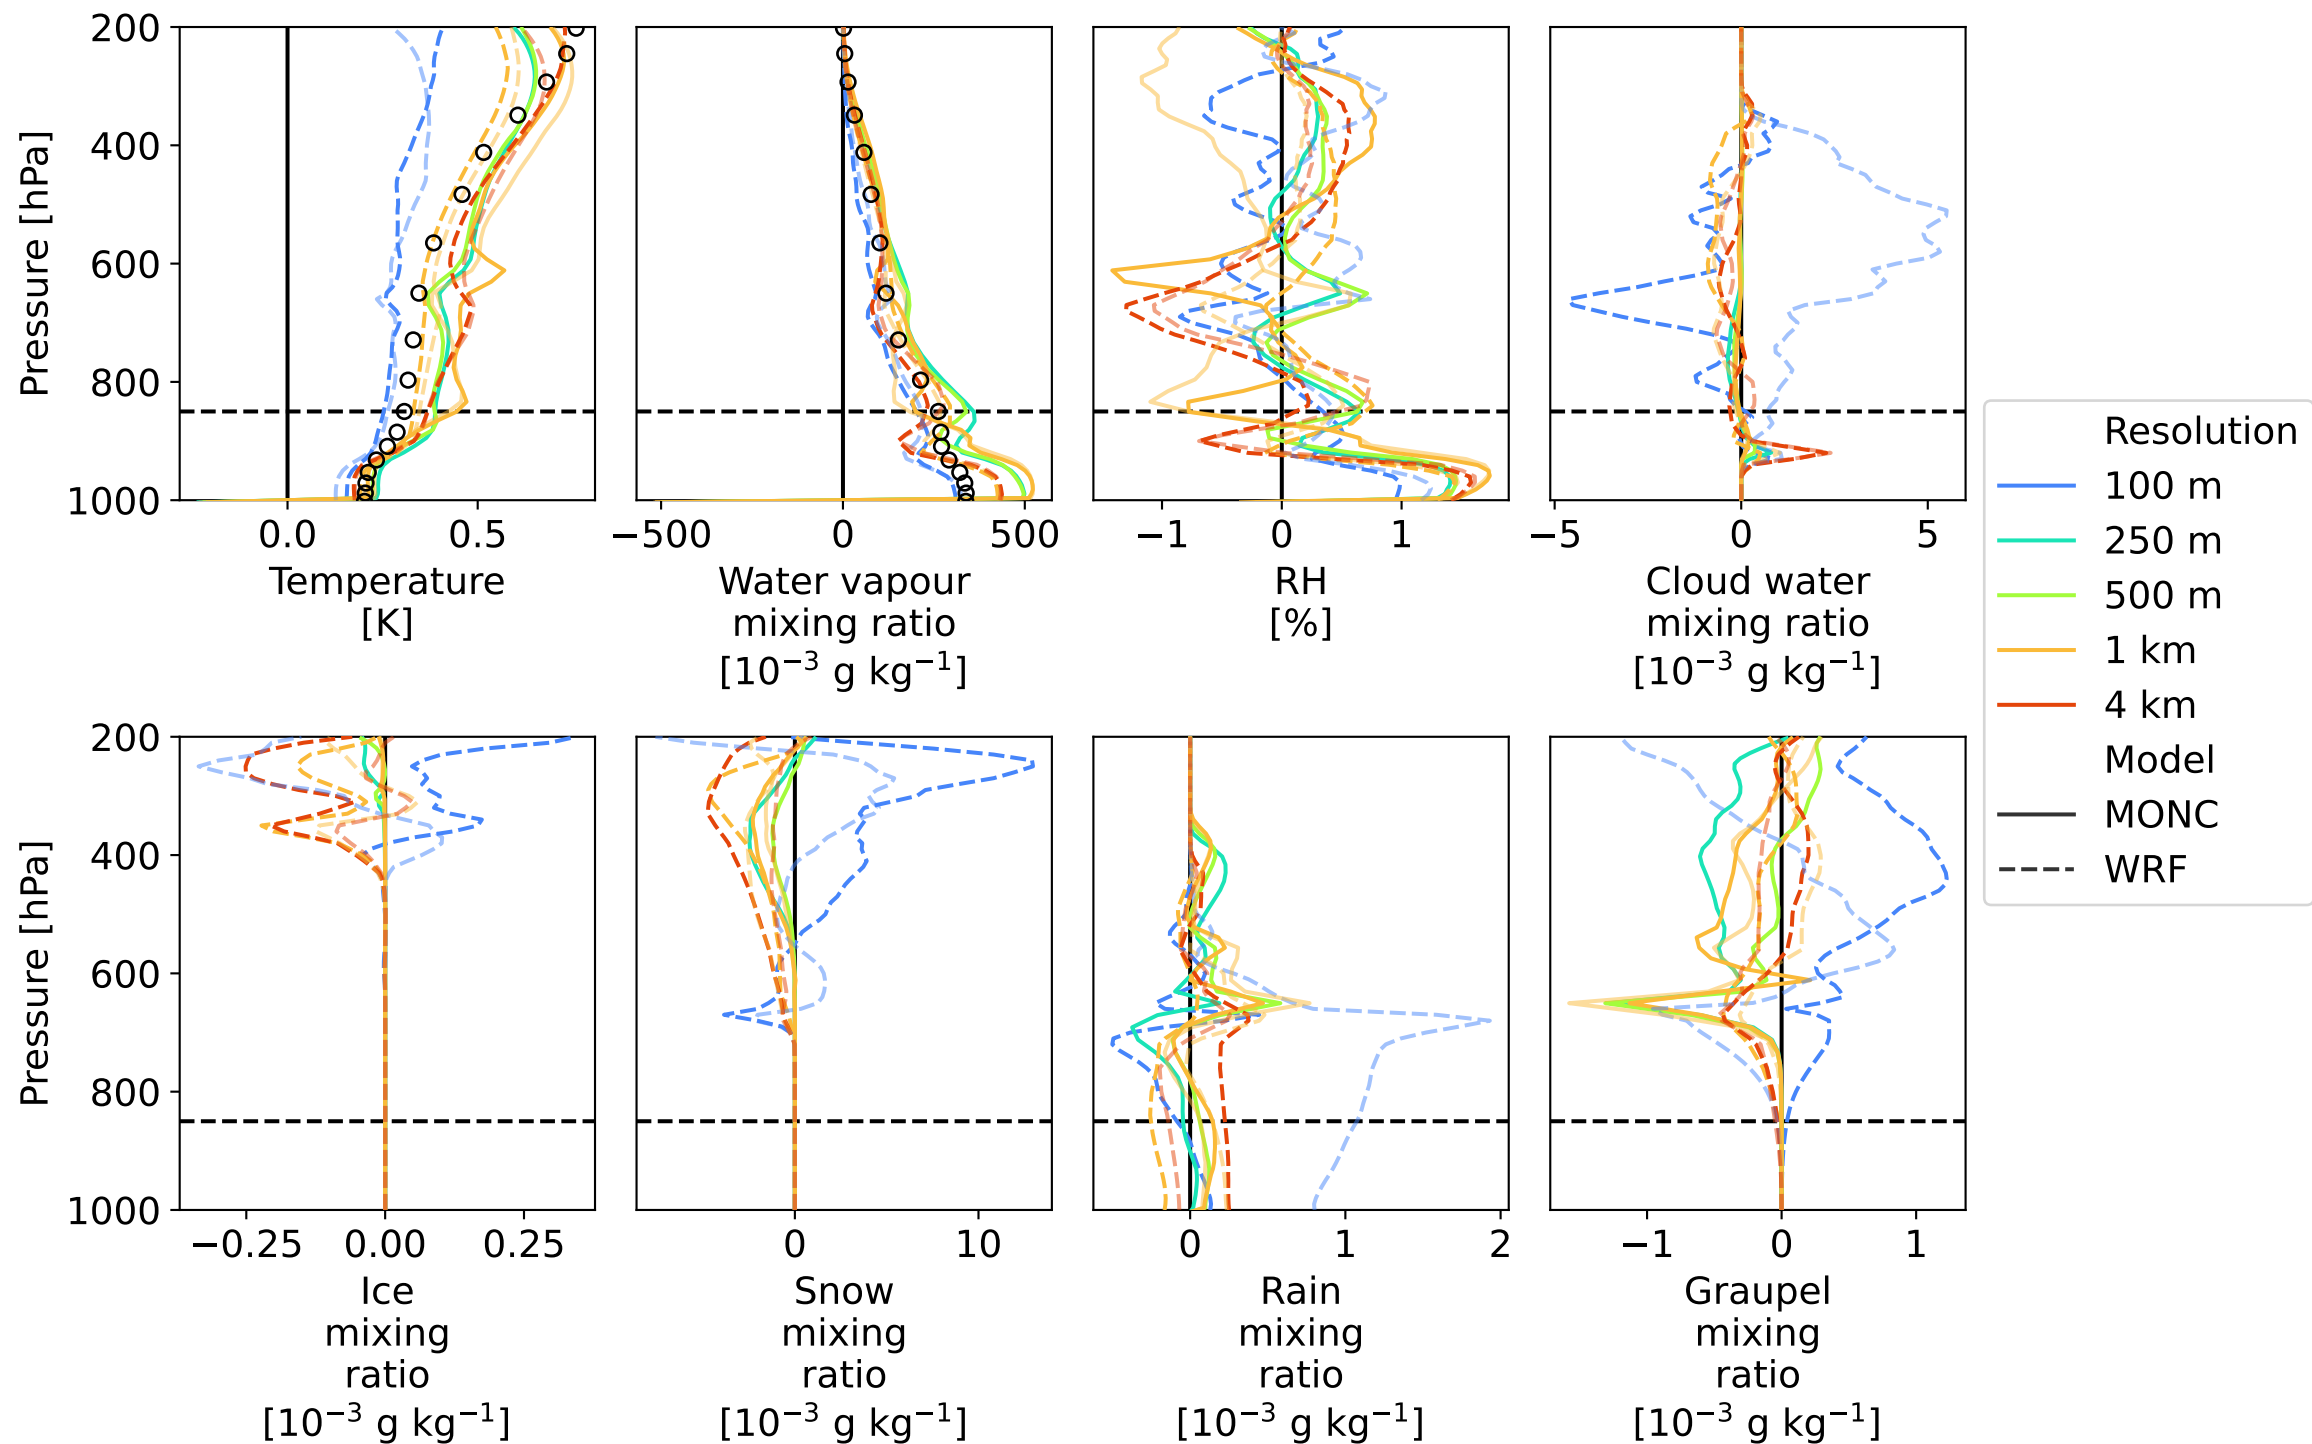 200
400
600
800
1000
Pressure [hPa]
0.0 0.5
Temperature
[K]
−500 0 500
Water vapour
mixing ratio
[10⁻³ g kg⁻¹]
−1 0 1
RH
[%]
−5 0 5
Cloud water
mixing ratio
[10⁻³ g kg⁻¹]
Resolution
100 m
250 m
500 m
1 km
4 km
Model
MONC
WRF
200
400
600
800
1000
Pressure [hPa]
−0.25 0.00 0.25
Ice
mixing
ratio
[10⁻³ g kg⁻¹]
0 10
Snow
mixing
ratio
[10⁻³ g kg⁻¹]
0 1 2
Rain
mixing
ratio
[10⁻³ g kg⁻¹]
−1 0 1
Graupel
mixing
ratio
[10⁻³ g kg⁻¹]